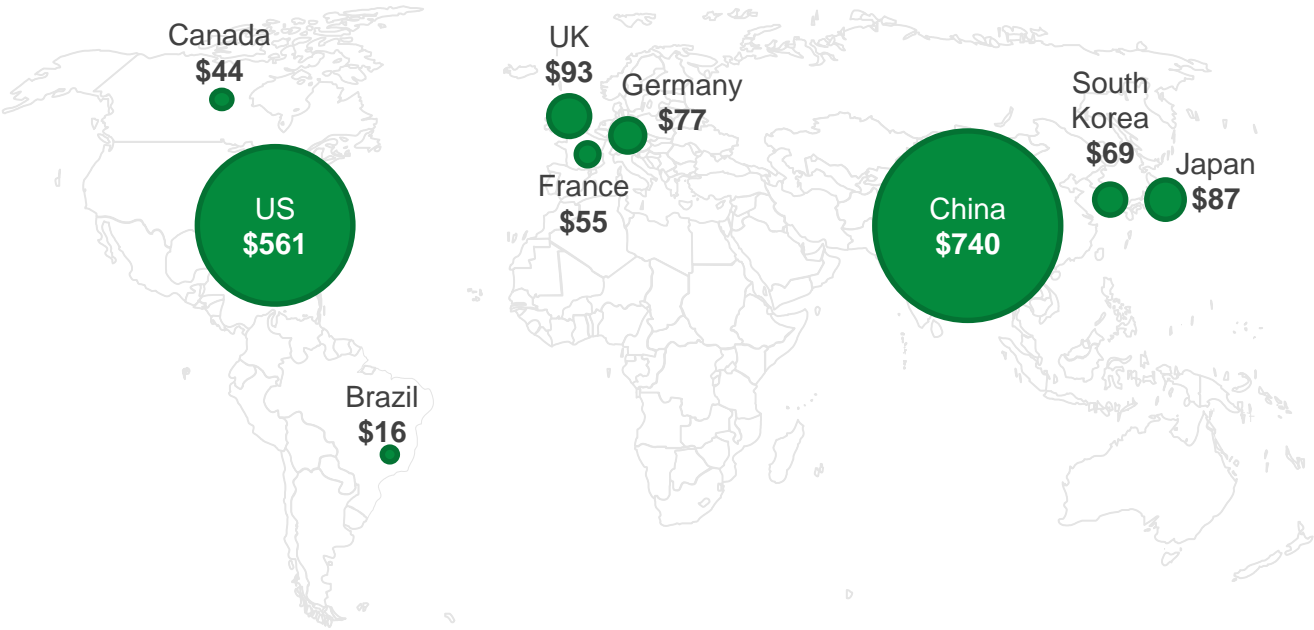 Canada
$44
UK
$93
Germany
$77
South
Korea
$69
Japan
$87
France
$55
US
$561
China
$740
Brazil
$16